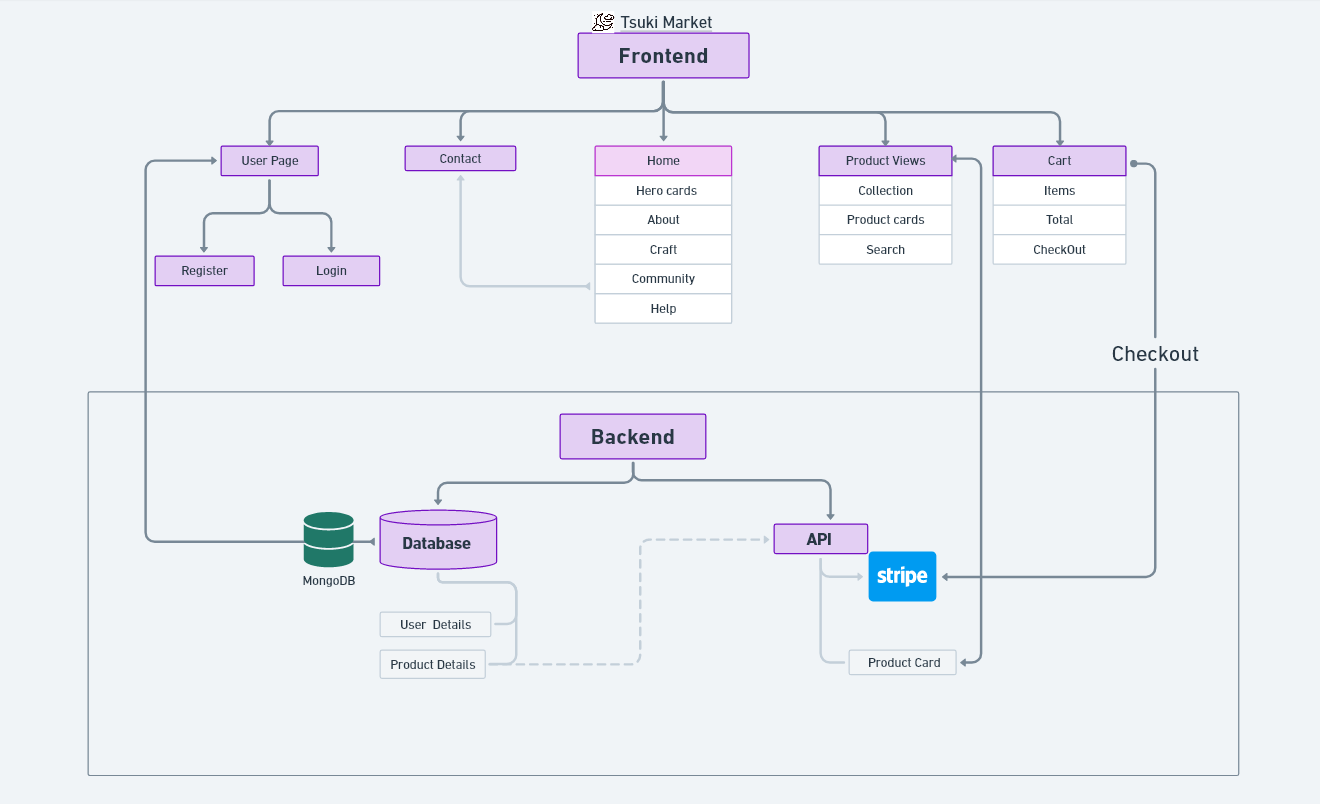 Tsuki Market
Frontend
User Page
Contact
Home
Product Views
Cart
Hero cards
Collection
Items
About
Product cards
Total
Craft
Search
CheckOut
Register
Login
Community
Help
Checkout
Backend
Database
API
MongoDB
stripe
User Details
Product Details
Product Card